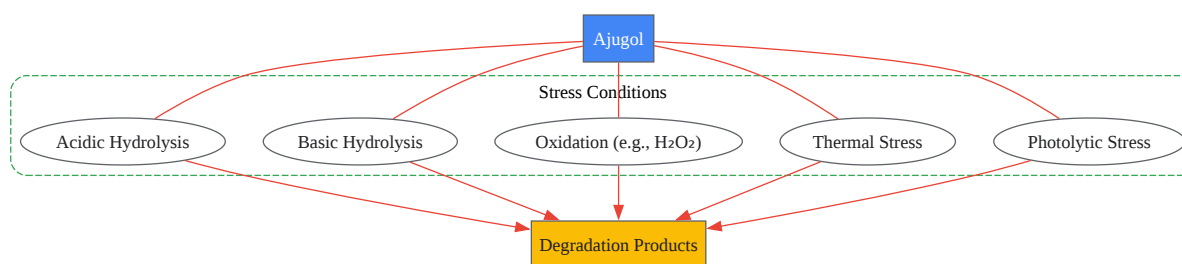 Ajugol
Stress Conditions
Acidic Hydrolysis
Basic Hydrolysis
Oxidation (e.g., H₂O₂)
Thermal Stress
Photolytic Stress
Degradation Products